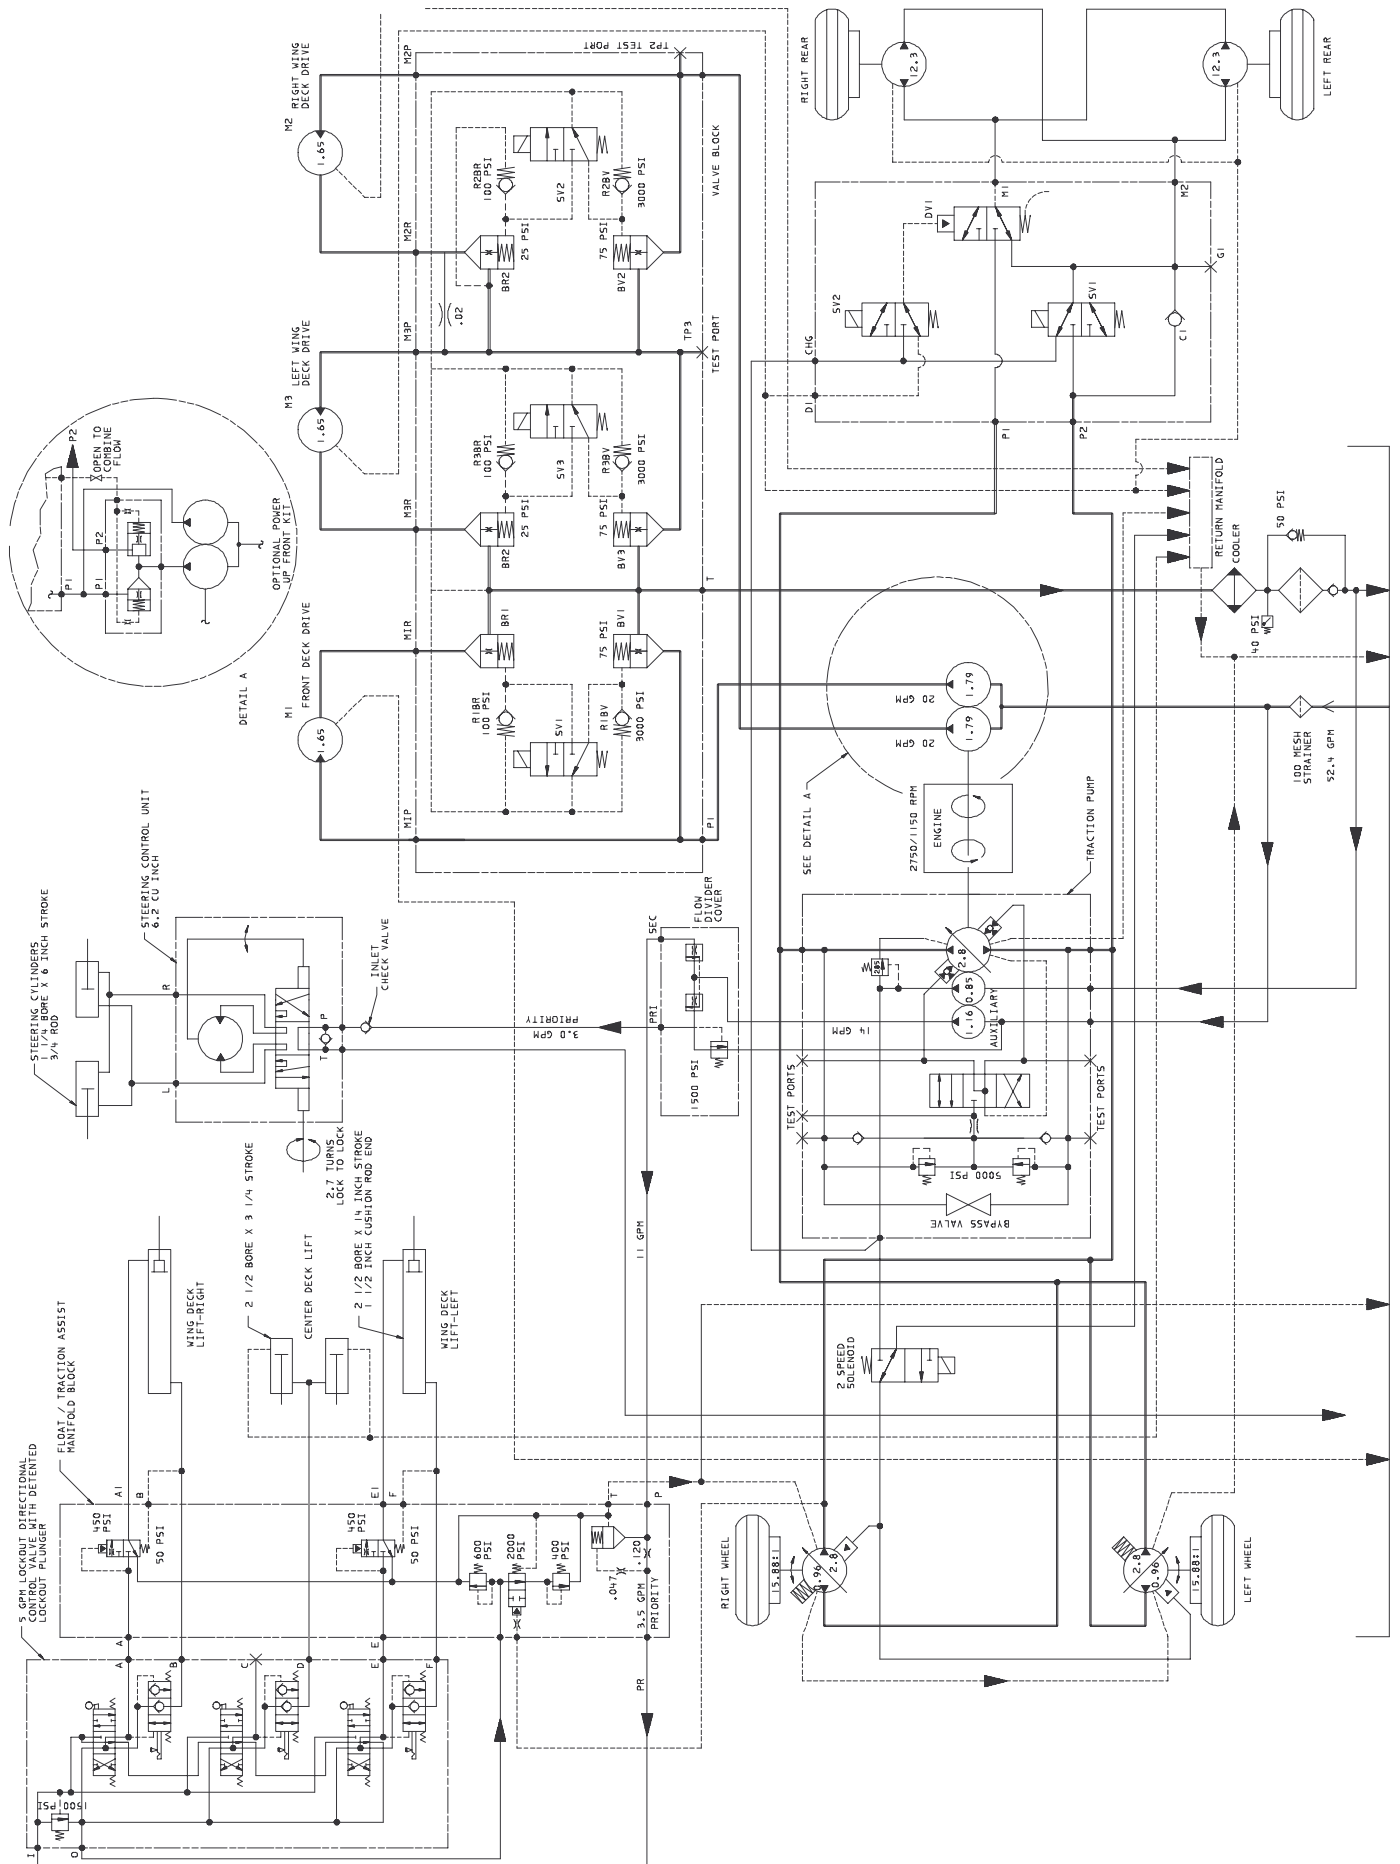 5 GPM LOCKOUT DIRECTIONAL
CONTROL VALVE WITH DETENTED
LOCKOUT PLUNGER
FLOAT / TRACTION ASSIST
MANIFOLD BLOCK
1500 PSI
I
O
A
B
C
D
E
F
A
E
A1
B
E1
F
450
PSI
50 PSI
450
PSI
50 PSI
600
PSI
2000
PSI
400
PSI
.047
.120
T
P
3.5 GPM
PRIORITY
PR
WING DECK
LIFT-RIGHT
2 1/2 BORE X 3 1/4 STROKE
CENTER DECK LIFT
2 1/2 BORE X 14 INCH STROKE
1 1/2 INCH CUSHION ROD END
WING DECK
LIFT-LEFT
11 GPM
STEERING CYLINDERS
1 1/4 BORE X 6 INCH STROKE
3/4 ROD
STEERING CONTROL UNIT
6.2 CU INCH
L
R
T
P
2.7 TURNS
LOCK TO LOCK
INLET
CHECK VALVE
3.0 GPM
PRIORITY
PRI
SEC
1500 PSI
FLOW
DIVIDER
COVER
DETAIL A
P1
P1
P2
P2
OPEN TO
COMBINE
FLOW
OPTIONAL POWER
UP FRONT KIT
M1
FRONT DECK DRIVE
1.65
M3
LEFT WING
DECK DRIVE
1.65
M2
RIGHT WING
DECK DRIVE
1.65
M1P
M1R
M3R
M3P
M2R
M2P
TP2 TEST PORT
R1BR
100 PSI
SV1
R1BV
3000 PSI
BR1
BV1
75 PSI
R3BR
100 PSI
SV3
R3BV
3000 PSI
BR2
25 PSI
BV3
75 PSI
R2BR
100 PSI
SV2
R2BV
3000 PSI
BR2
25 PSI
BV2
75 PSI
.02
TP3
TEST PORT
VALVE BLOCK
P1
T
SEE DETAIL A
20 GPM
20 GPM
1.79
1.79
2750/1150 RPM
ENGINE
TRACTION PUMP
2.8
0.85
1.16
AUXILIARY
14 GPM
285
TEST PORTS
TEST PORTS
5000 PSI
BYPASS VALVE
2 SPEED
SOLENOID
RIGHT WHEEL
15.88:1
0.96
2.8
LEFT WHEEL
15.88:1
0.96
2.8
RIGHT REAR
12.3
LEFT REAR
12.3
D1
CHG
SV2
DV1
SV1
C1
M1
M2
G1
P1
P2
RETURN MANIFOLD
COOLER
50 PSI
40 PSI
100 MESH
STRAINER
52.4 GPM